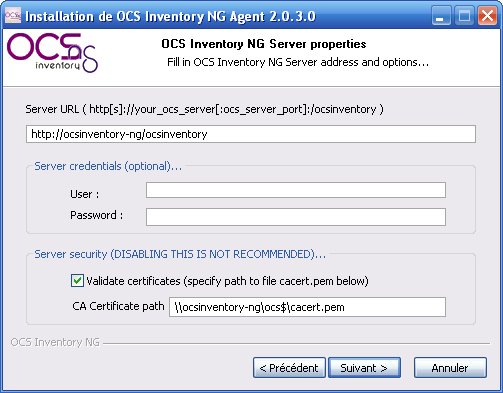 Installation de OCS Inventory NG Agent 2.0.3.0
OCSng
inventory
OCS Inventory NG Server properties
Fill in OCS Inventory NG Server address and options...
Server URL ( http[s]://your_ocs_server[:ocs_server_port]:/ocsinventory )
http://ocsinventory-ng/ocsinventory
Server credentials (optional)...
User :
Password :
Server security (DISABLING THIS IS NOT RECOMMENDED)...
Validate certificates (specify path to file cacert.pem below)
CA Certificate path
\\ocsinventory-ng\ocs$\cacert.pem
OCS Inventory NG
< Précédent
Suivant >
Annuler